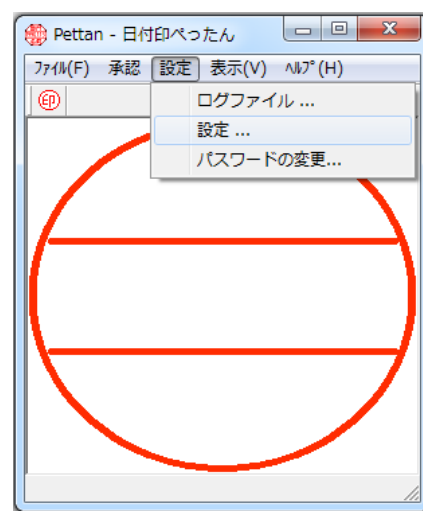 Pettan - 日付印ぺったん
ﾌｧｲﾙ(F) 承認 設定 表示(V) ﾍﾙﾌﾟ(H)
印
ログファイル ...
設定 ...
パスワードの変更...